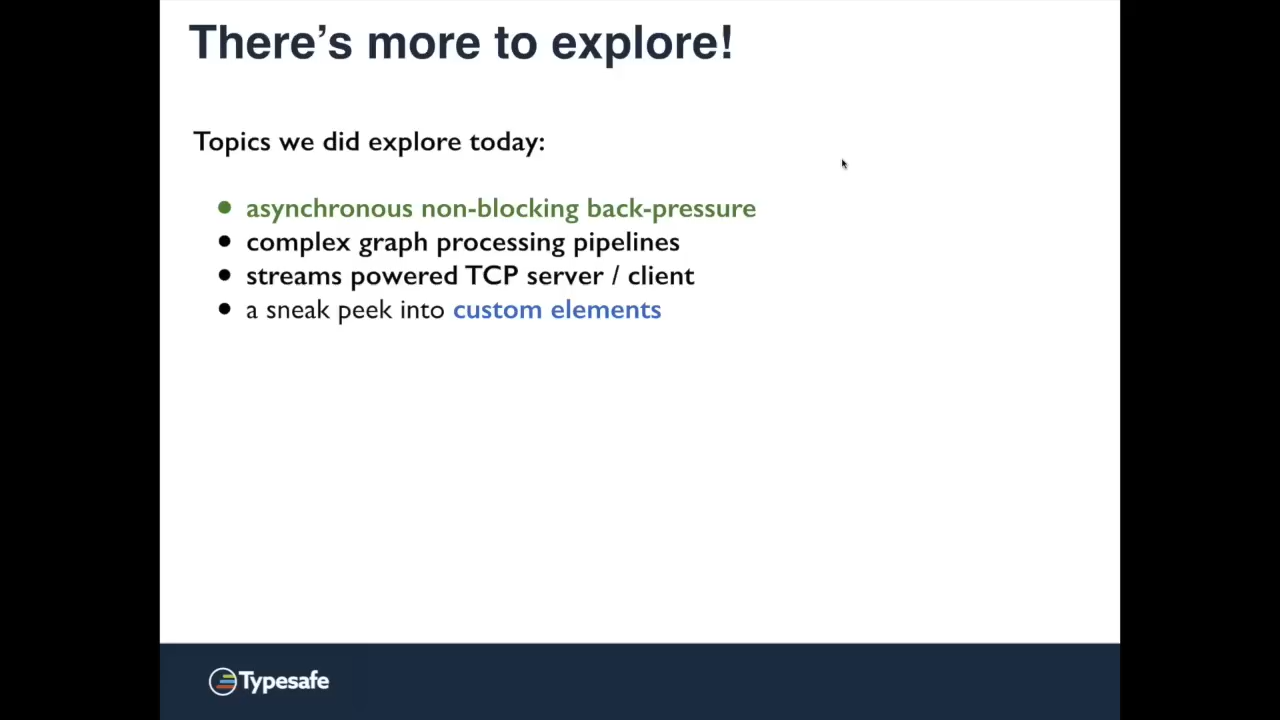 There’s more to explore!
Topics we did explore today:
• asynchronous non-blocking back-pressure
• complex graph processing pipelines
• streams powered TCP server / client
• a sneak peek into custom elements
Typesafe